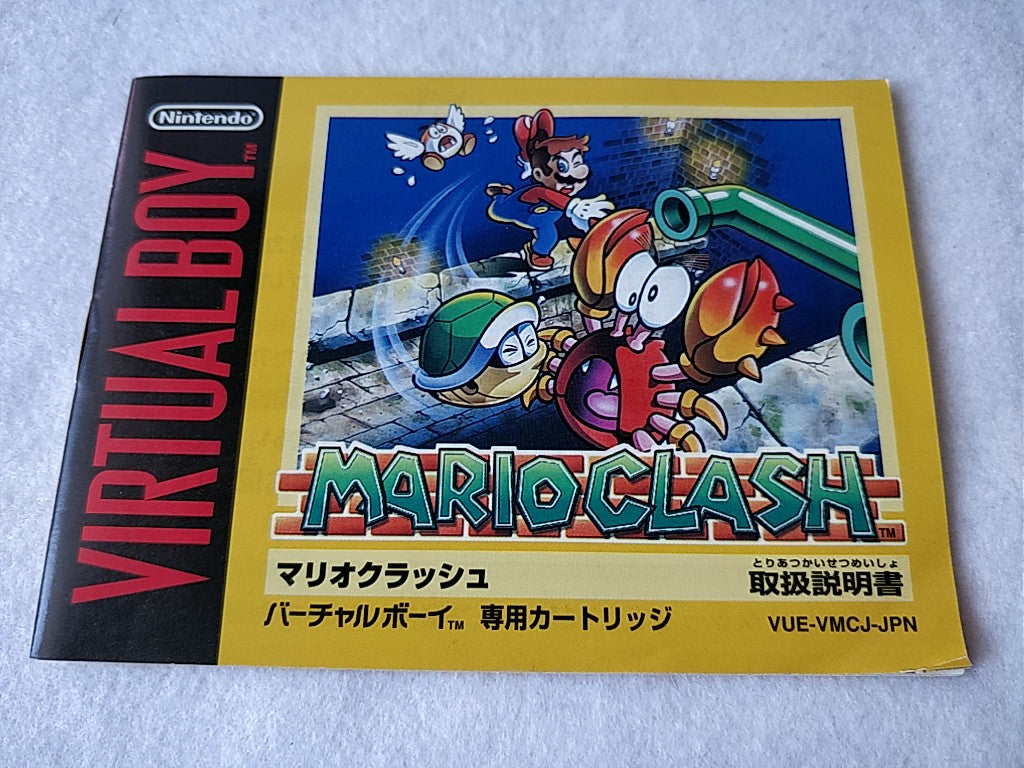 Nintendo
VIRTUAL BOY™
MARIO CLASH™
マリオクラッシュ
とりあつかいせつめいしょ
取扱説明書
バーチャルボーイ™ 専用カートリッジ
VUE-VMCJ-JPN